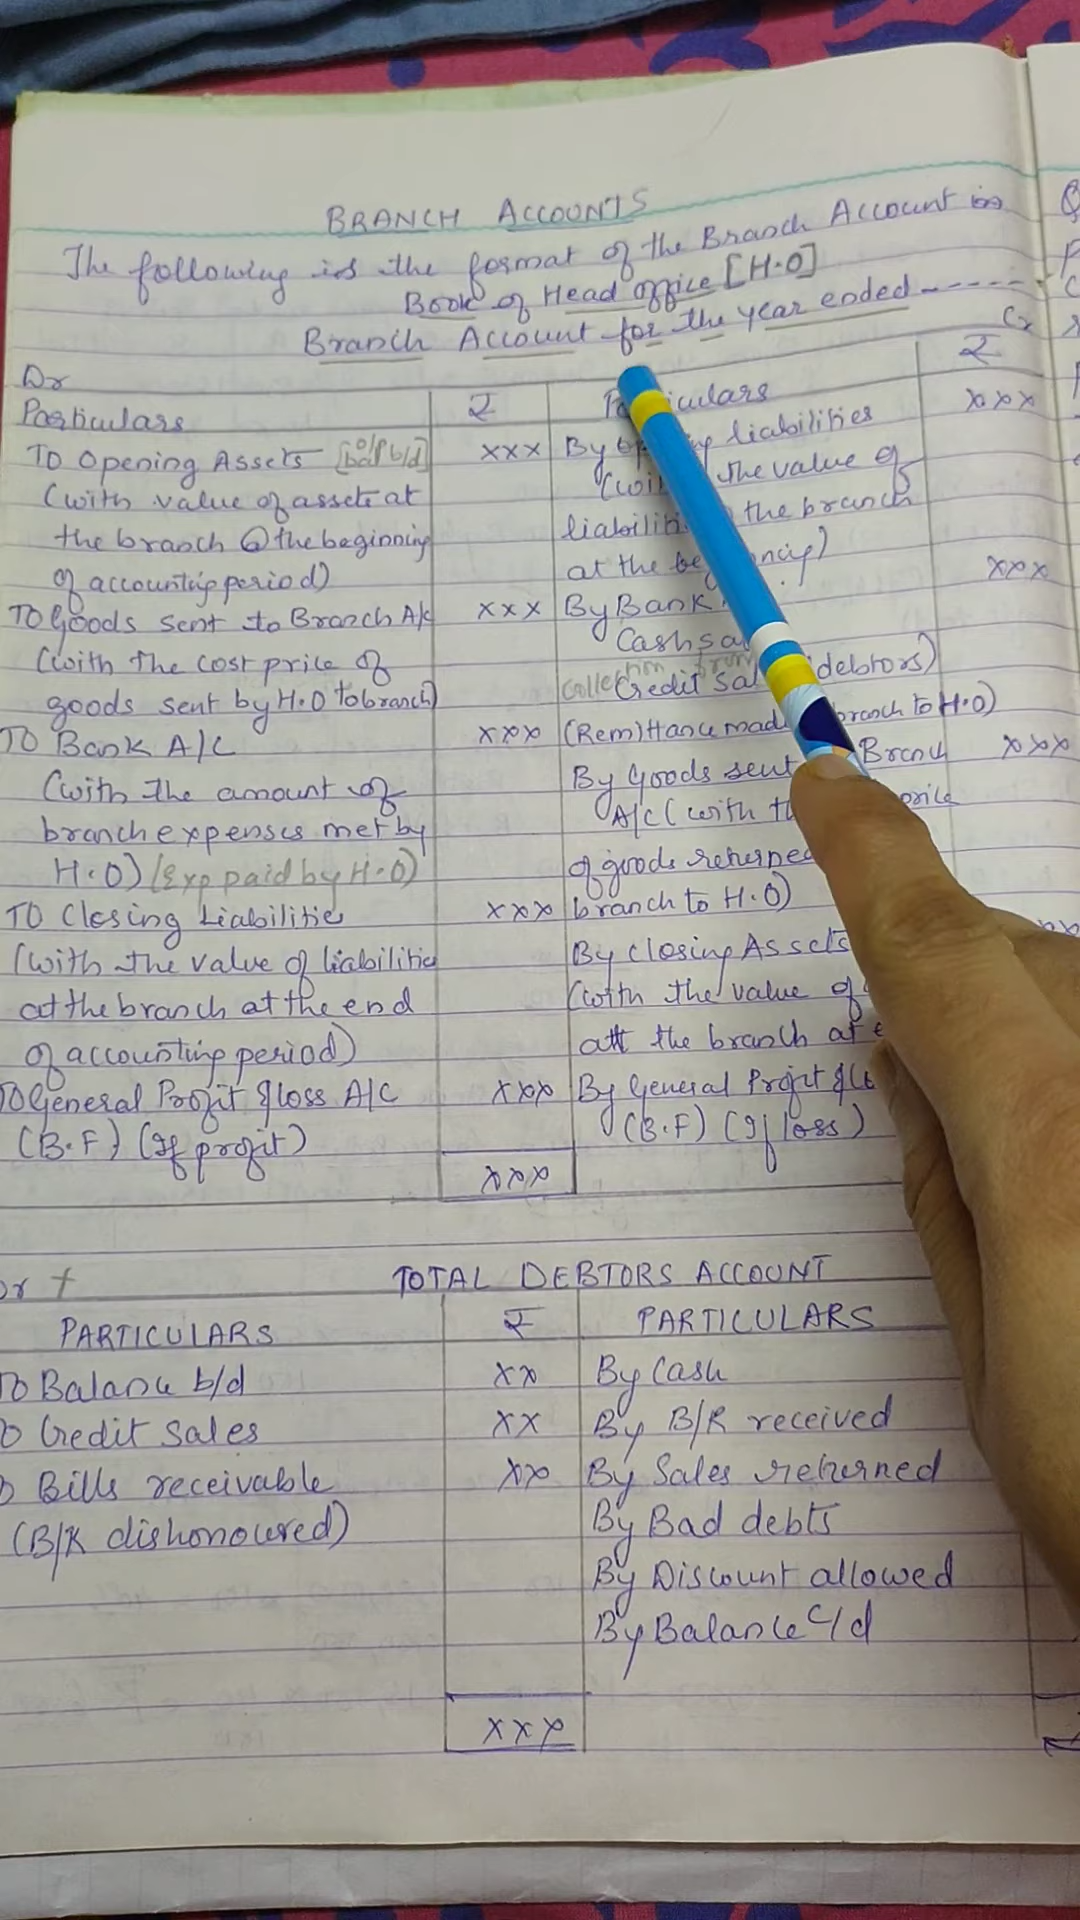 BRANCH ACCOUNTS
The following is the format of the Branch Account in
Book of Head office [H.O]
Branch Account for the year ended -----
Dr
Cr
Particulars ₹
₹
To Opening Assets [o/p bal b/d] xxx
(with value of assets at
the branch @ the beginning
of accounting period)
To Goods sent to Branch A/c xxx
(with the cost price of
goods sent by H.O to branch)
To Bank A/C xxx
(with the amount of
branch expenses met by
H.O) (Exp paid by H.O)
To Closing Liabilitie xxx
(with the value of liabilitie
at the branch at the end
of accounting period)
To General Profit & loss A/C xxx
(B.F) (If profit)
xxx
By liabilities xxx
the value of
the branch
at the
By Bank xxx
Cash
Credit (debtors)
(Remittance made branch to H.O)
By Goods sent Branch xxx
A/C (with
of goods returned
branch to H.O)
By Closing Assets
(with the value of
at the branch at
By General Profit &
(B.F) (If loss)
Dr
TOTAL DEBTORS ACCOUNT
PARTICULARS ₹ PARTICULARS
To Balance b/d xx By Cash
Credit Sales xx By B/R received
Bills receivable xx By Sales returned
(B/R dishonoured) By Bad debts
By Discount allowed
By Balance c/d
xxx